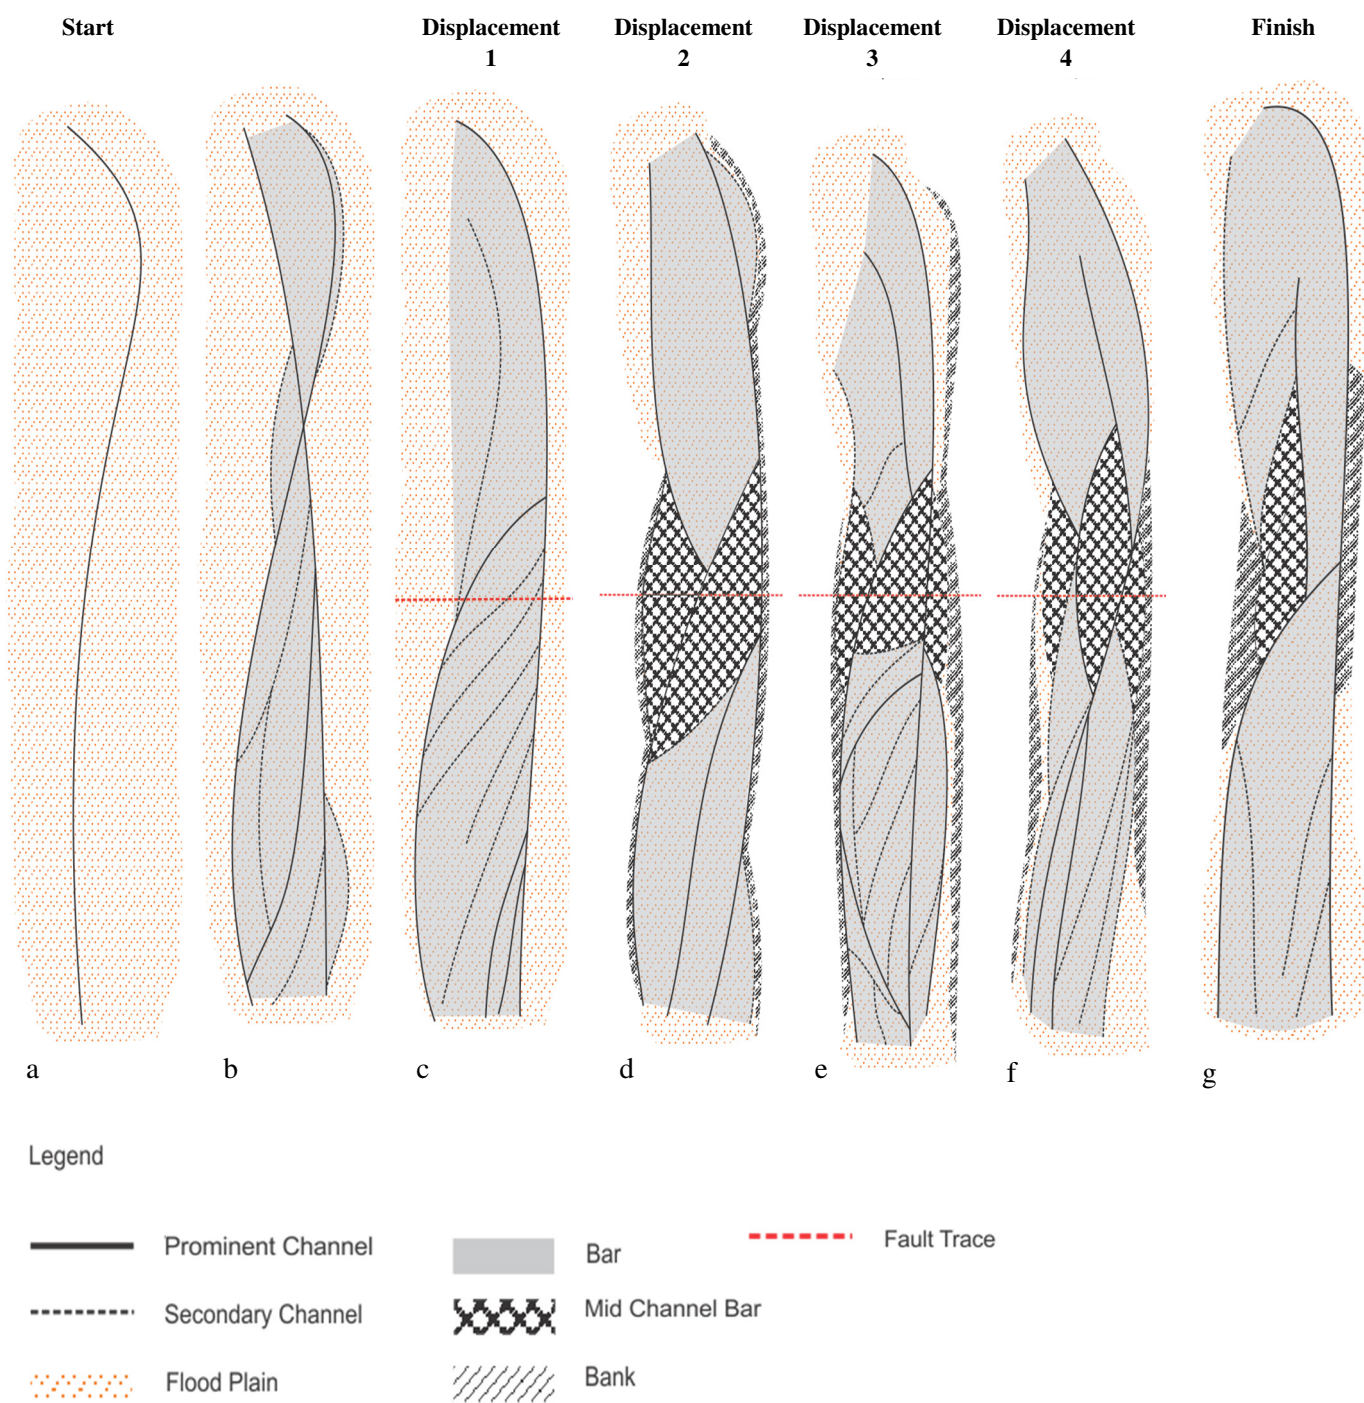 Start
Displacement
1
Displacement
2
Displacement
3
Displacement
4
Finish
a
b
c
d
e
f
g
Legend
Prominent Channel
Secondary Channel
Flood Plain
Bar
Mid Channel Bar
Bank
Fault Trace